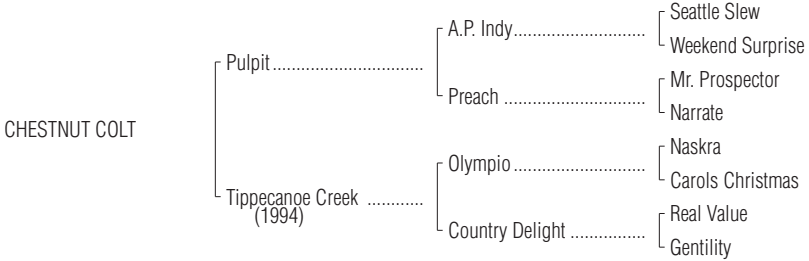 Seattle Slew
A.P. Indy..............................
Weekend Surprise
Pulpit..................................
Mr. Prospector
Preach ................................
Narrate
CHESTNUT COLT
Naskra
Olympio..............................
Carols Christmas
Tippecanoe Creek .............
(1994)
Real Value
Country Delight .................
Gentility